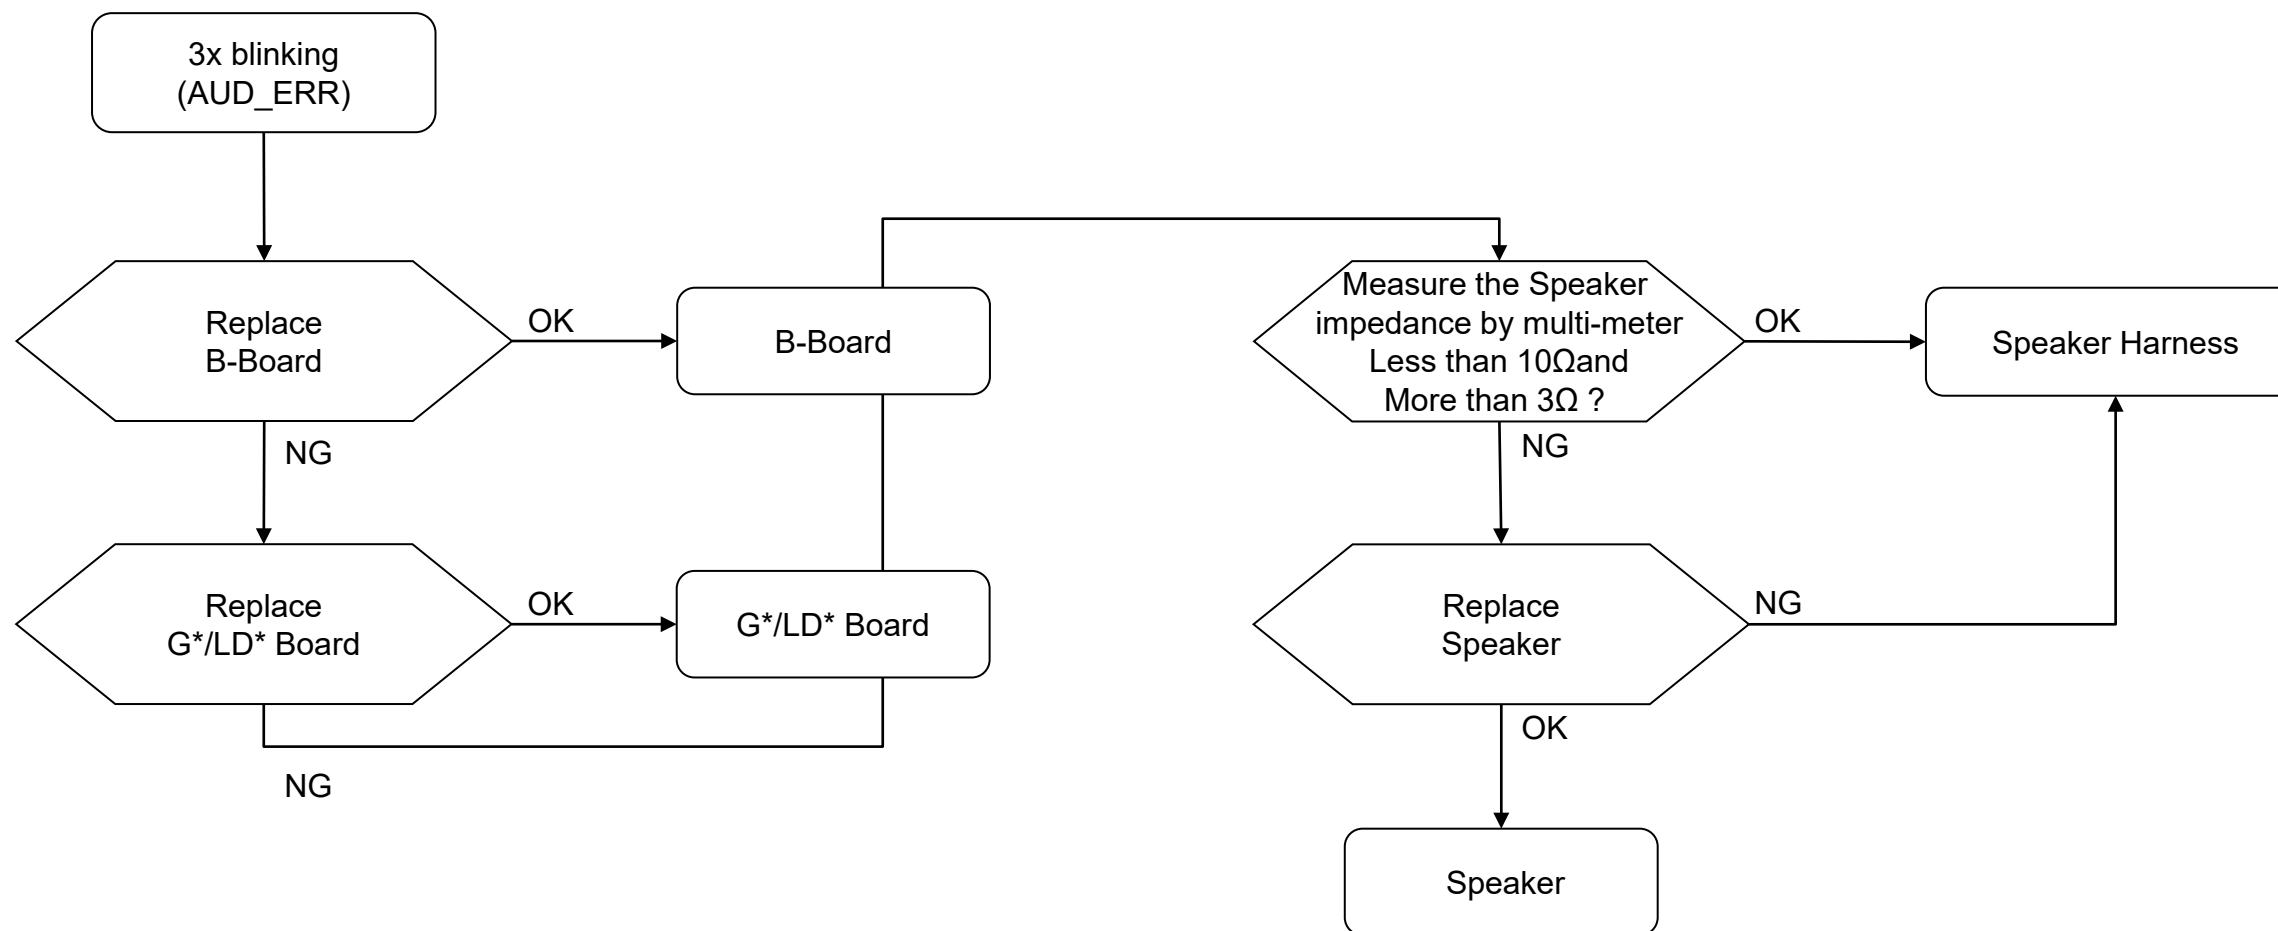 3x blinking
(AUD_ERR)
Replace
B-Board
OK
B-Board
NG
Replace
G*/LD* Board
OK
G*/LD* Board
NG
Measure the Speaker
impedance by multi-meter
Less than 10Ωand
More than 3Ω ?
OK
Speaker Harness
NG
Replace
Speaker
NG
OK
Speaker